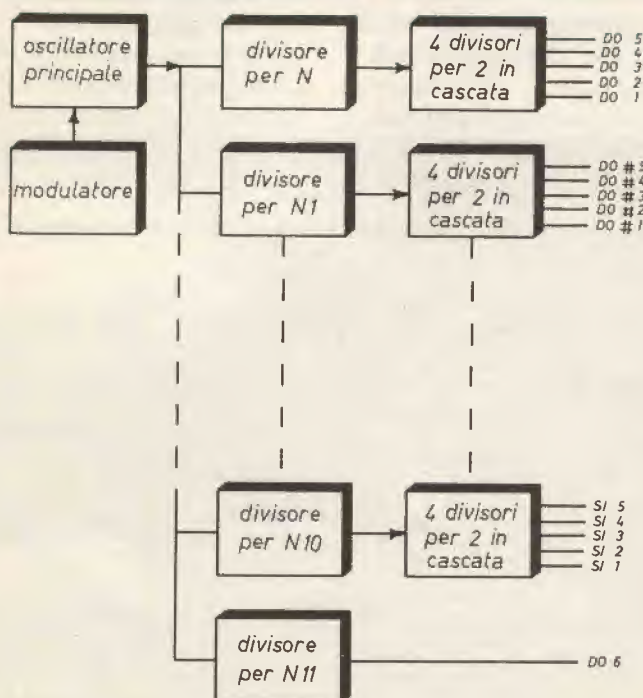 oscillatore
principale
divisore
per N
4 divisori
per 2 in
cascata
DO 5
DO 4
DO 3
DO 2
DO 1
modulatore
divisore
per N1
4 divisori
per 2 in
cascata
DO # 5
DO # 4
DO # 3
DO # 2
DO # 1
divisore
per N10
4 divisori
per 2 in
cascata
SI 5
SI 4
SI 3
SI 2
SI 1
divisore
per N11
DO 6